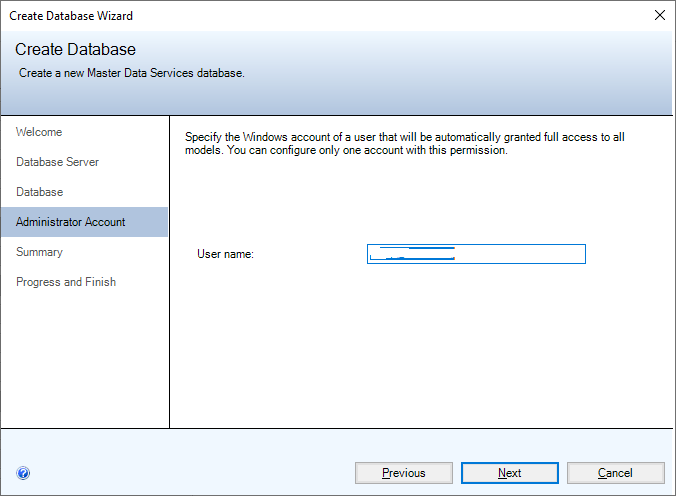 Create Database Wizard
Create Database
Create a new Master Data Services database.
Welcome
Database Server
Database
Administrator Account
Summary
Progress and Finish
Specify the Windows account of a user that will be automatically granted full access to all
models. You can configure only one account with this permission.
User name:
Previous
Next
Cancel